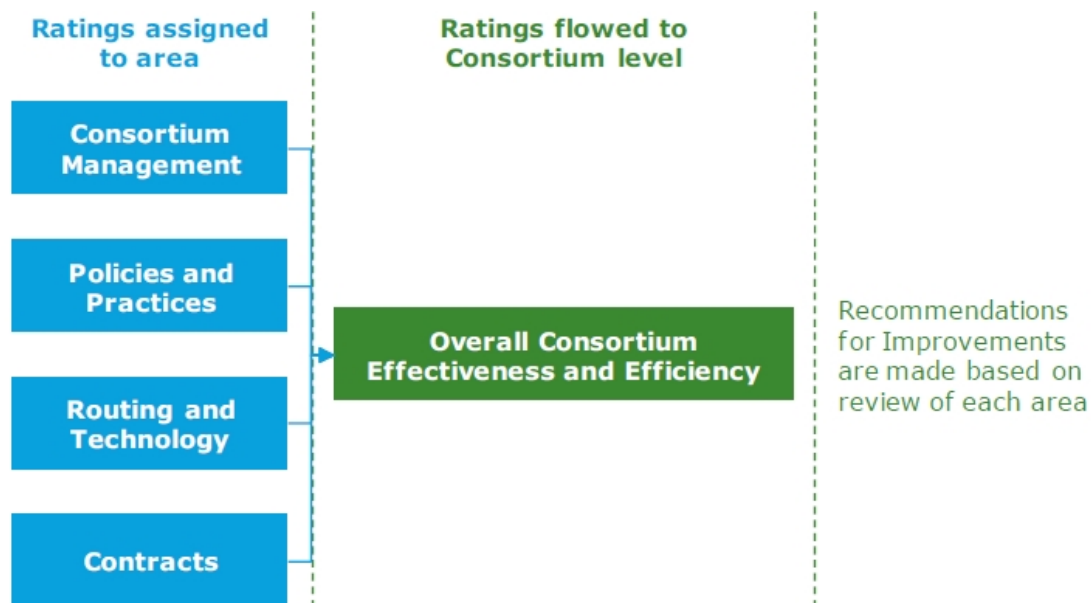 Ratings assigned
to area
Ratings flowed to
Consortium level
Consortium
Management
Policies and
Practices
Routing and
Technology
Contracts
Overall Consortium
Effectiveness and Efficiency
Recommendations
for Improvements
are made based on
review of each area